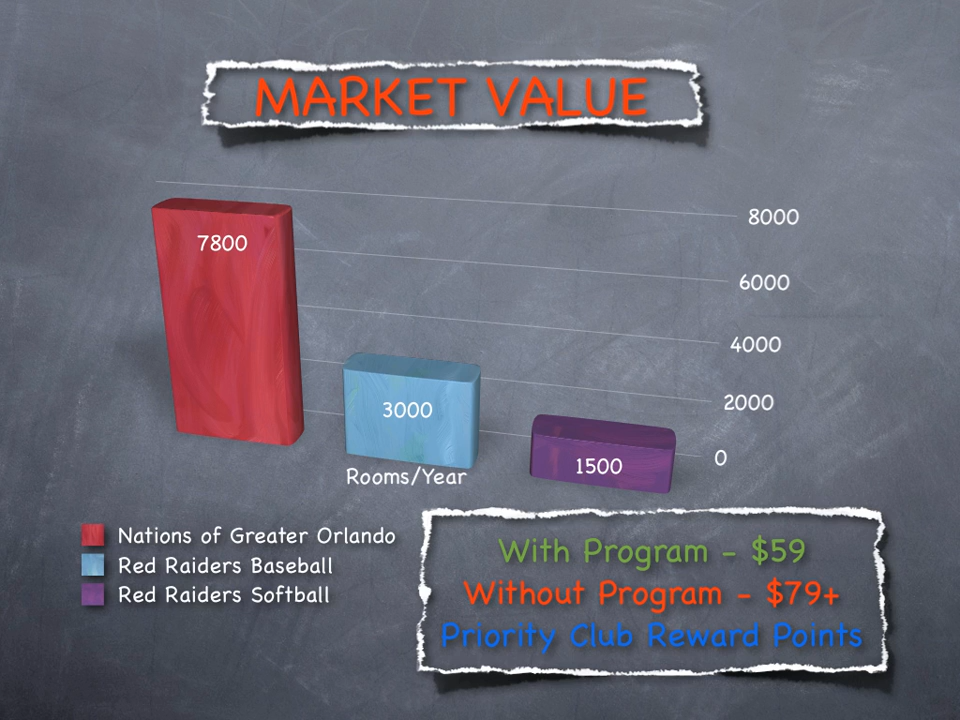 MARKET VALUE
8000
7800
6000
4000
2000
3000
0
1500
Rooms/Year
Nations of Greater Orlando
Red Raiders Baseball
Red Raiders Softball
With Program - $59
Without Program - $79+
Priority Club Reward Points